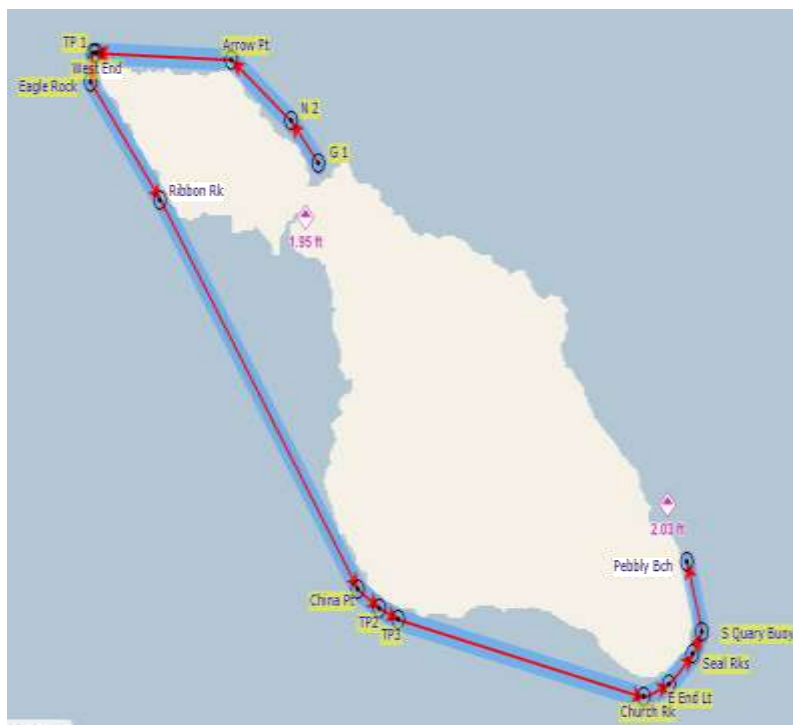 TP 1
Arrow Pt
West End
Eagle Rock
N 2
G 1
Ribbon Rk
1.95 ft
2.03 ft
Pebbly Bch
China Pt
TP2
TP3
S Quary Buoy
Seal Rks
E End Lt
Church Rk